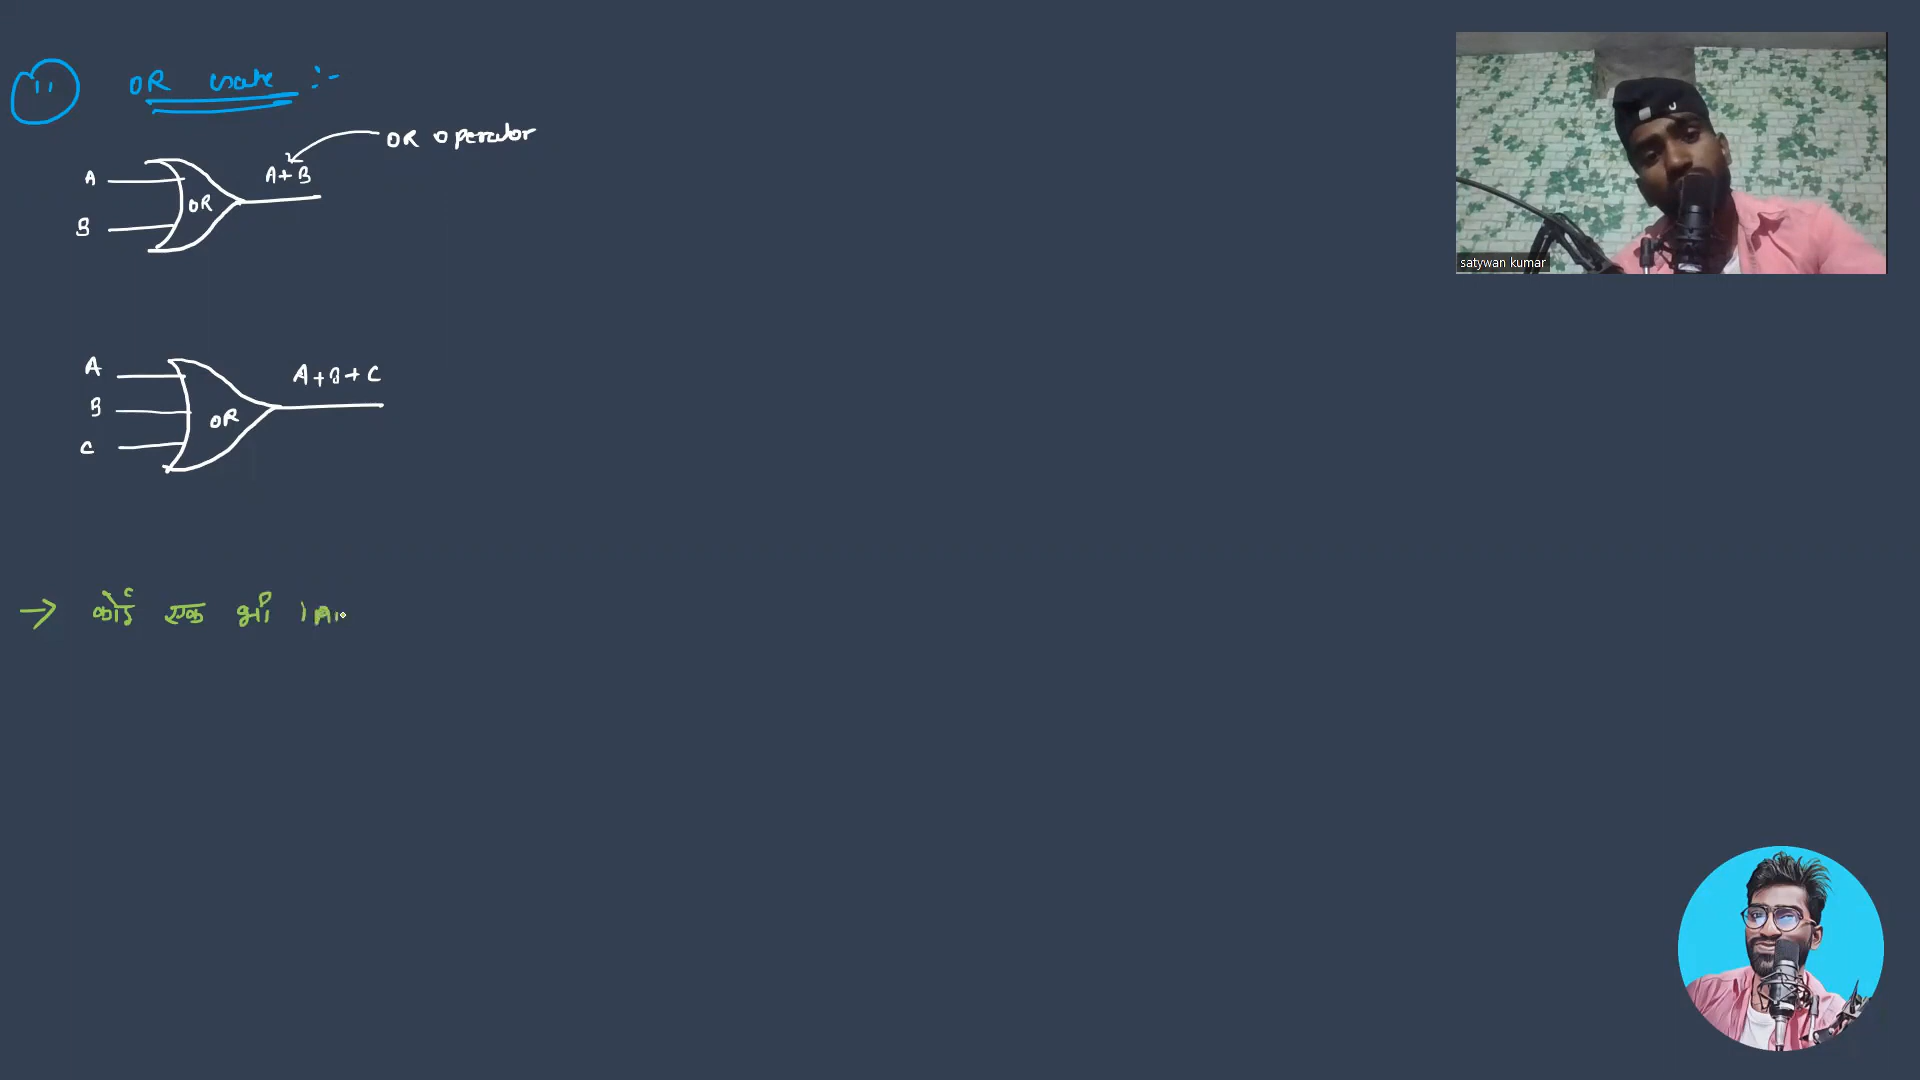 11 OR Gate :-
OR operator
A+B
A
OR
B
A
A+B+C
B
OR
C
→ कोई एक भी
satywan kumar